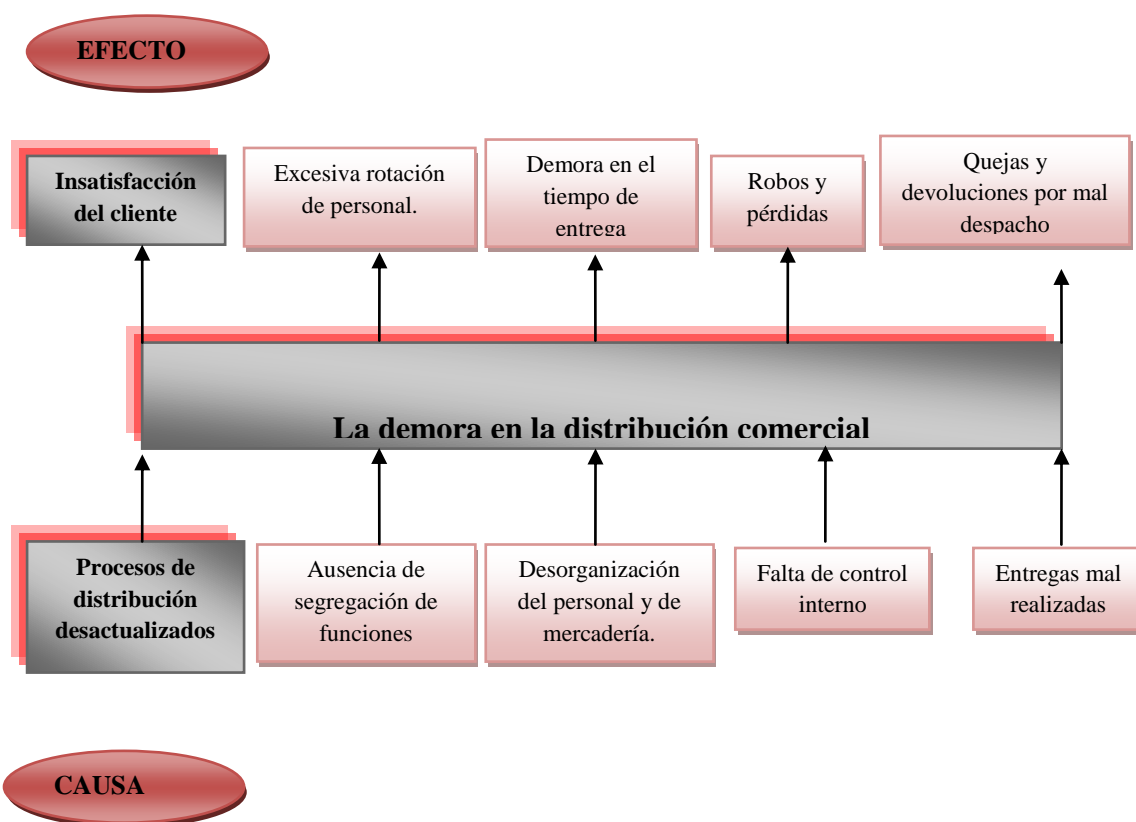 EFECTO
Insatisfacción
del cliente
Excesiva rotación
de personal.
Demora en el
tiempo de
entrega
Robos y
pérdidas
Quejas y
devoluciones por mal
despacho
La demora en la distribución comercial
Procesos de
distribución
desactualizados
Ausencia de
segregación de
funciones
Desorganización
del personal y de
mercadería.
Falta de control
interno
Entregas mal
realizadas
CAUSA